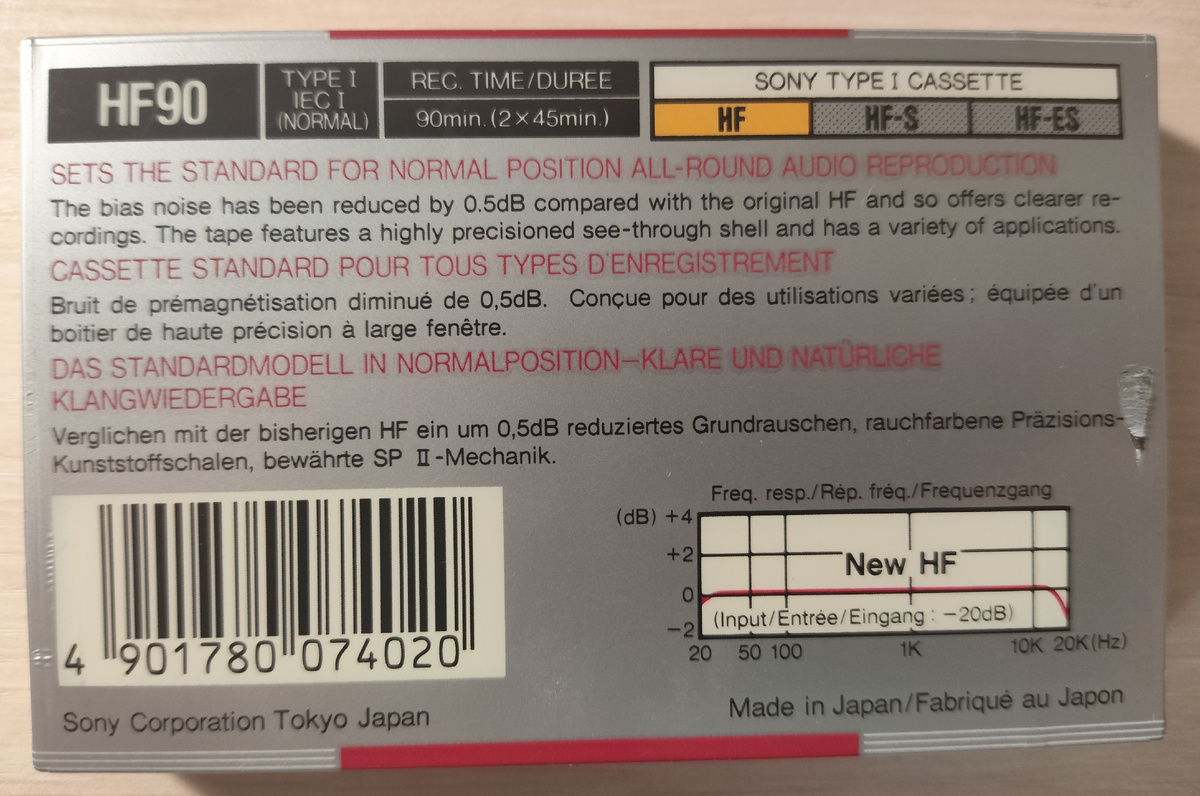 HF90
TYPE I
IEC I
(NORMAL)
REC. TIME/DUREE
90min. (2×45min.)
SONY TYPE I CASSETTE
HF HF-S HF-ES
SETS THE STANDARD FOR NORMAL POSITION ALL-ROUND AUDIO REPRODUCTION
The bias noise has been reduced by 0.5dB compared with the original HF and so offers clearer re-
cordings. The tape features a highly precisioned see-through shell and has a variety of applications.
CASSETTE STANDARD POUR TOUS TYPES D'ENREGISTREMENT
Bruit de prémagnétisation diminué de 0,5dB. Conçue pour des utilisations variées; équipée d'un
boitier de haute précision à large fenêtre.
DAS STANDARDMODELL IN NORMALPOSITION—KLARE UND NATÜRLICHE
KLANGWIEDERGABE
Verglichen mit der bisherigen HF ein um 0,5dB reduziertes Grundrauschen, rauchfarbene Präzisions-
Kunststoffschalen, bewährte SP II-Mechanik.
4 901780 074020
Sony Corporation Tokyo Japan
Freq. resp./Rép. fréq./Frequenzgang
(dB) +4
+2
0
−2
New HF
(Input/Entrée/Eingang: −20dB)
20 50 100 1K 10K 20K(Hz)
Made in Japan/Fabriqué au Japon